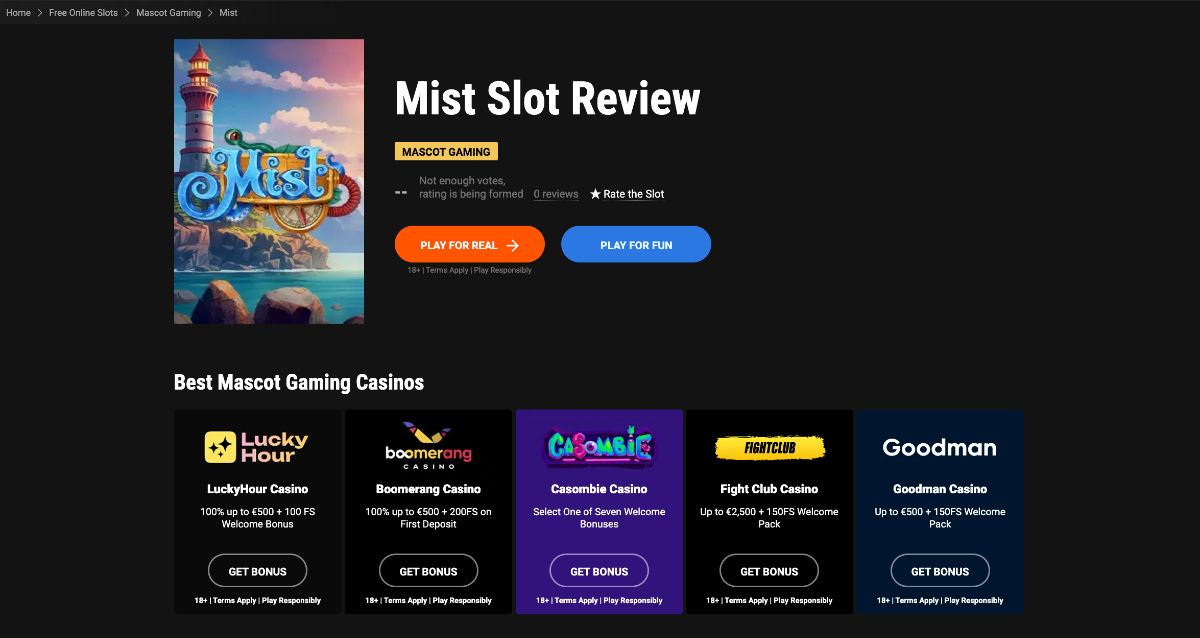 Home > Free Online Slots > Mascot Gaming > Mist
Mist
Mist Slot Review
MASCOT GAMING
--
Not enough votes,
rating is being formed 0 reviews ★ Rate the Slot
PLAY FOR REAL → PLAY FOR FUN
18+ | Terms Apply | Play Responsibly
Best Mascot Gaming Casinos
Lucky
Hour
LuckyHour Casino
100% up to €500 + 100 FS
Welcome Bonus
GET BONUS
18+ | Terms Apply | Play Responsibly
boomerang
CASINO
Boomerang Casino
100% up to €500 + 200FS on
First Deposit
GET BONUS
18+ | Terms Apply | Play Responsibly
CASOMBIE
Casombie Casino
Select One of Seven Welcome
Bonuses
GET BONUS
18+ | Terms Apply | Play Responsibly
FIGHTCLUB
Fight Club Casino
Up to €2,500 + 150FS Welcome
Pack
GET BONUS
18+ | Terms Apply | Play Responsibly
Goodman
Goodman Casino
Up to €500 + 150FS Welcome
Pack
GET BONUS
18+ | Terms Apply | Play Responsibly